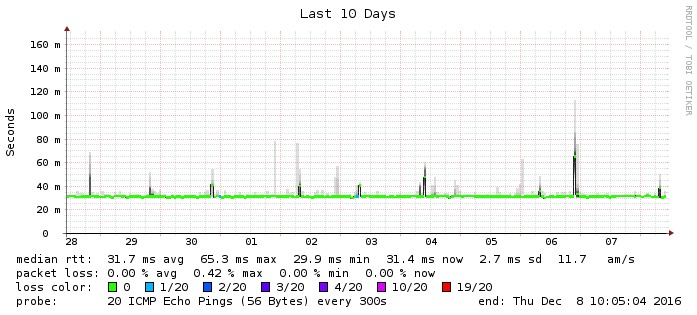 Last 10 Days
RRDTOOL / TOBI OETIKER
Seconds
160 m
140 m
120 m
100 m
80 m
60 m
40 m
20 m
0
28 29 30 01 02 03 04 05 06 07
median rtt: 31.7 ms avg 65.3 ms max 29.9 ms min 31.4 ms now 2.7 ms sd 11.7 am/s
packet loss: 0.00 % avg 0.42 % max 0.00 % min 0.00 % now
loss color: 0 1/20 2/20 3/20 4/20 10/20 19/20
probe: 20 ICMP Echo Pings (56 Bytes) every 300s end: Thu Dec 8 10:05:04 2016